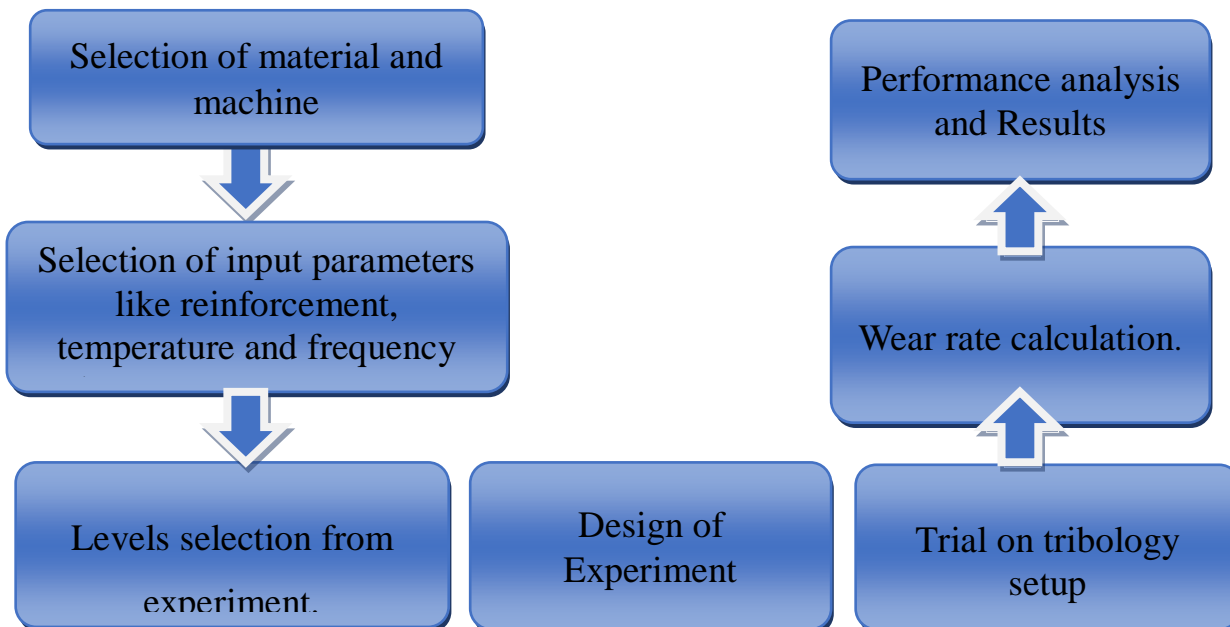 Selection of material and
machine
Selection of input parameters
like reinforcement,
temperature and frequency
Levels selection from
experiment.
Design of
Experiment
Trial on tribology
setup
Wear rate calculation.
Performance analysis
and Results